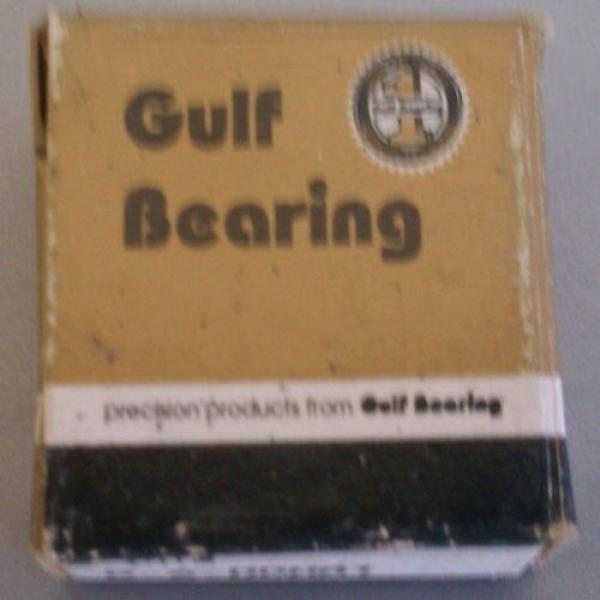 Gulf
Bearing
precision products from Gulf Bearing